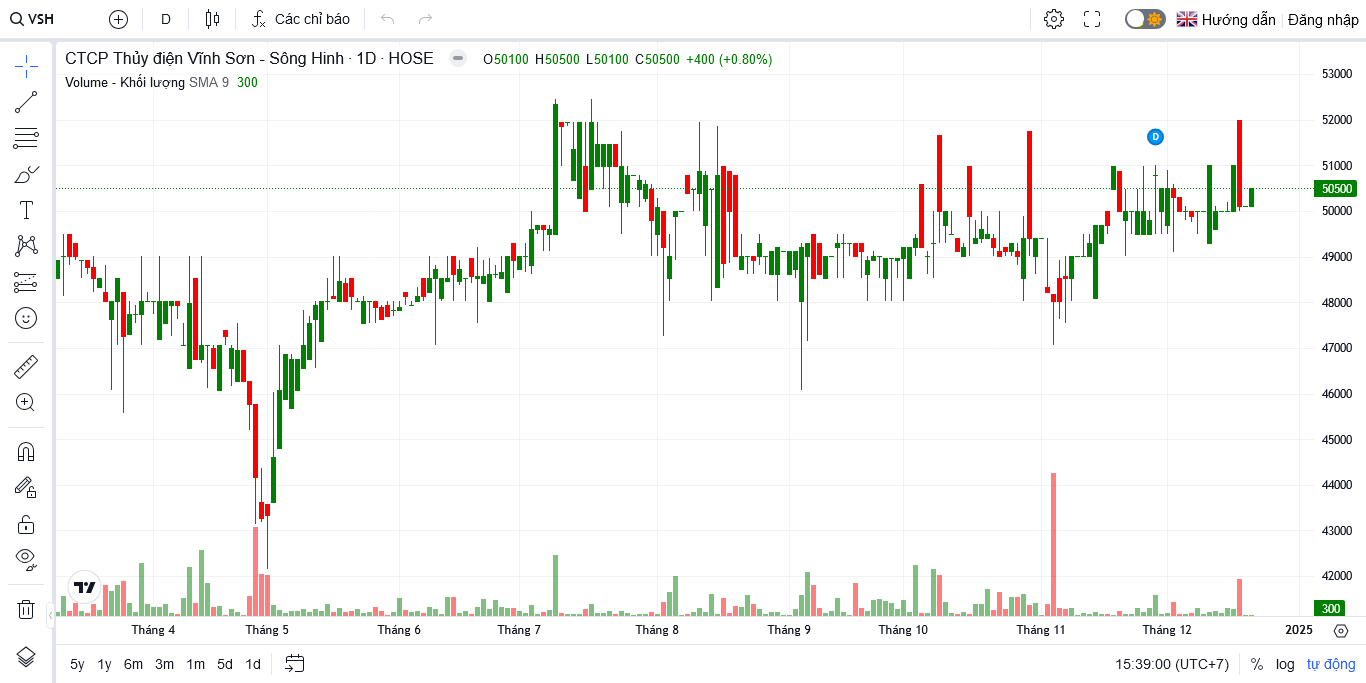 VSH D Các chỉ báo Hướng dẫn Đăng nhập
CTCP Thủy điện Vĩnh Sơn - Sông Hinh · 1D · HOSE O50100 H50500 L50100 C50500 +400 (+0.80%)
Volume - Khối lượng SMA 9 300
53000
52000
D
51000
50500
50000
49000
48000
47000
46000
45000
44000
43000
42000
300
Tháng 4 Tháng 5 Tháng 6 Tháng 7 Tháng 8 Tháng 9 Tháng 10 Tháng 11 Tháng 12 2025
5y 1y 6m 3m 1m 5d 1d 15:39:00 (UTC+7) % log tự động